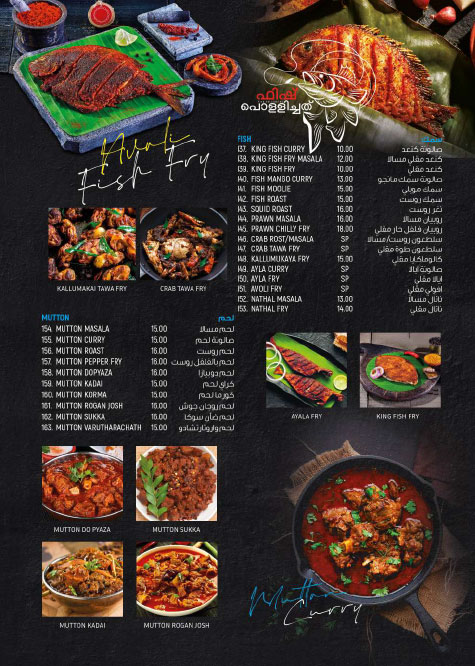 ഫിഷ്
പൊള്ളിച്ചത്
Avoli
Fish Fry
KALLUMAKAI TAWA FRY
CRAB TAWA FRY
FISH سمك
137. KING FISH CURRY 10.00 صالونة كنعد
138. KING FISH FRY MASALA 12.00 كنعد مقلي مسالا
139. KING FISH FRY 10.00 كنعد مقلي
140. FISH MANGO CURRY 13.00 صالونة سمك مانجو
141. FISH MOOLIE 15.00 سمك مولي
142. FISH ROAST 15.00 سمك روست
143. SQUID ROAST 16.00 نغر روست
144. PRAWN MASALA 16.00 روبيان مسالا
145. PRAWN CHILLY FRY 18.00 روبيان فلفل حار مقلي
146. CRAB ROST/MASALA SP سلطعون روست/مسالا
147. CRAB TAWA FRY SP سلطعون طاوة مقلي
148. KALLUMUKAYA FRY 15.00 كالوماكايا مقلي
149. AYLA CURRY SP صالونة ايلا
150. AYLA FRY SP ايلا مقلي
151. AVOLI FRY SP افولي مقلي
152. NATHAL MASALA 13.00 ناتال مسالا
153. NATHAL FRY 14.00 ناتال مقلي
MUTTON لحم
154. MUTTON MASALA 15.00 لحم مسالا
155. MUTTON CURRY 15.00 صالونة لحم
156. MUTTON ROAST 16.00 لحم روست
157. MUTTON PEPPER FRY 16.00 لحم بالفلفل روست
158. MUTTON DOPYAZA 15.00 لحم دوبيازا
159. MUTTON KADAI 15.00 كراي لحم
160. MUTTON KORMA 15.00 كورما لحم
161. MUTTON ROGAN JOSH 16.00 لحم روجان جوش
162. MUTTON SUKKA 15.00 لحم ضأن سوكا
163. MUTTON VARUTHARACHATH 15.00 لحم واروتارتشادو
AYALA FRY
KING FISH FRY
MUTTON DO PYAZA
MUTTON SUKKA
MUTTON KADAI
MUTTON ROGAN JOSH
Mutton
Curry